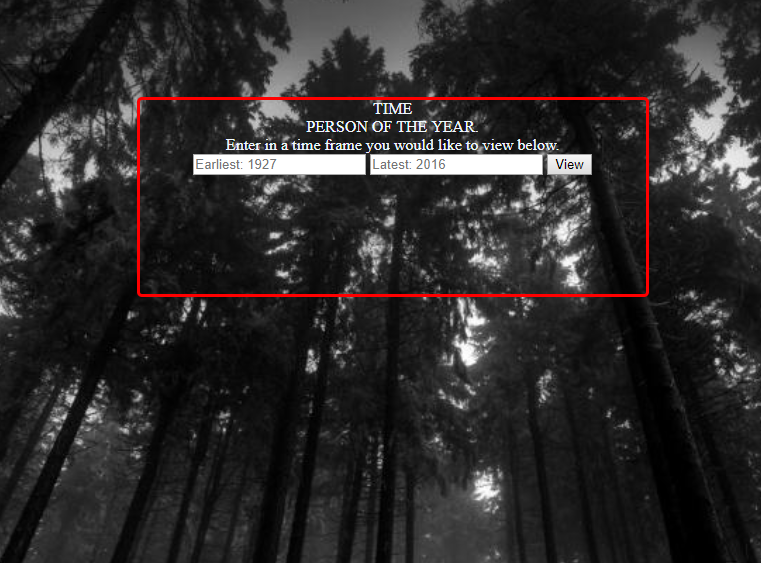 TIME
PERSON OF THE YEAR.
Enter in a time frame you would like to view below.
Earliest: 1927 Latest: 2016 View